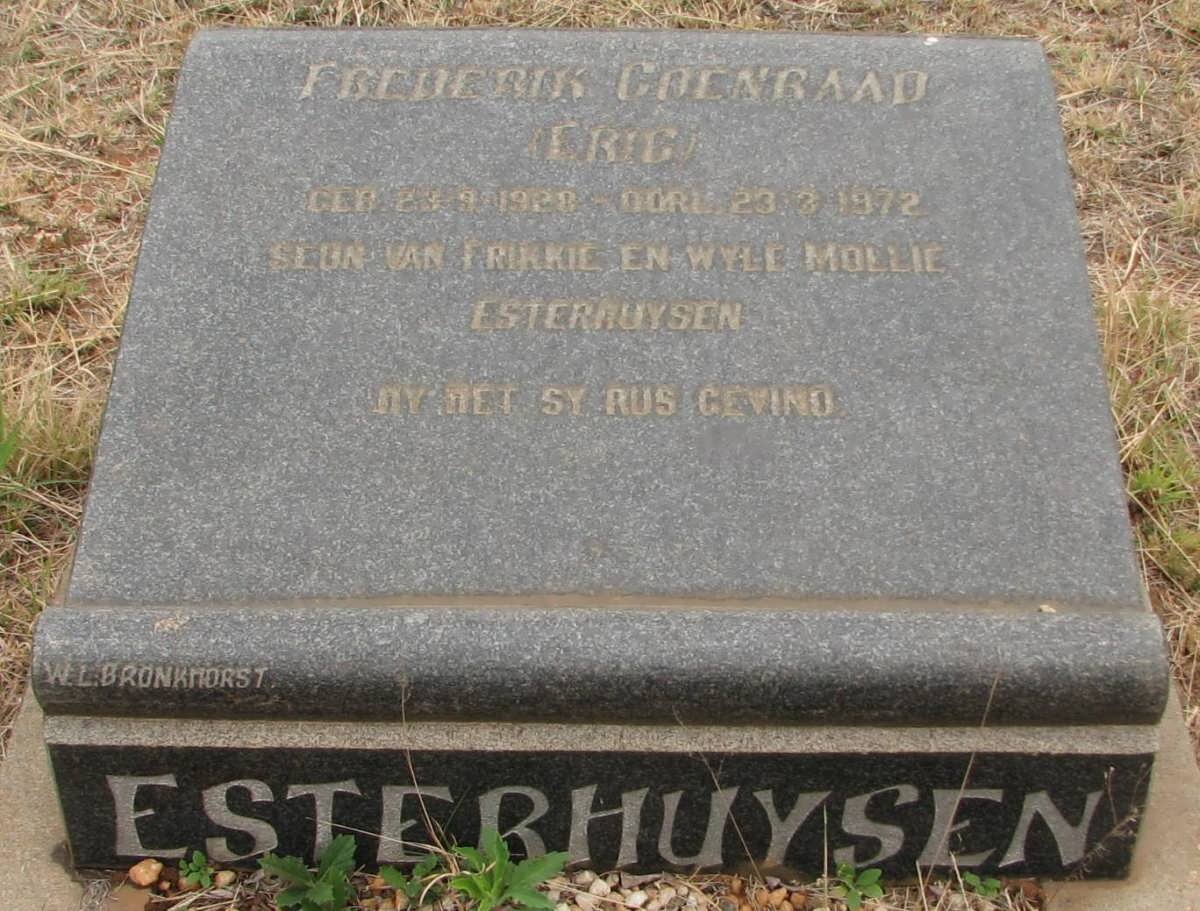 FREDERIK COENRAAD
(ERIC)
GEB. 23·9·1928 - OORL. 23·3·1972.
SEUN VAN FRIKKIE EN WYLE MOLLIE
ESTERHUYSEN
HY HET SY RUS GEVIND.
W.L.BRONKHORST.
ESTERHUYSEN